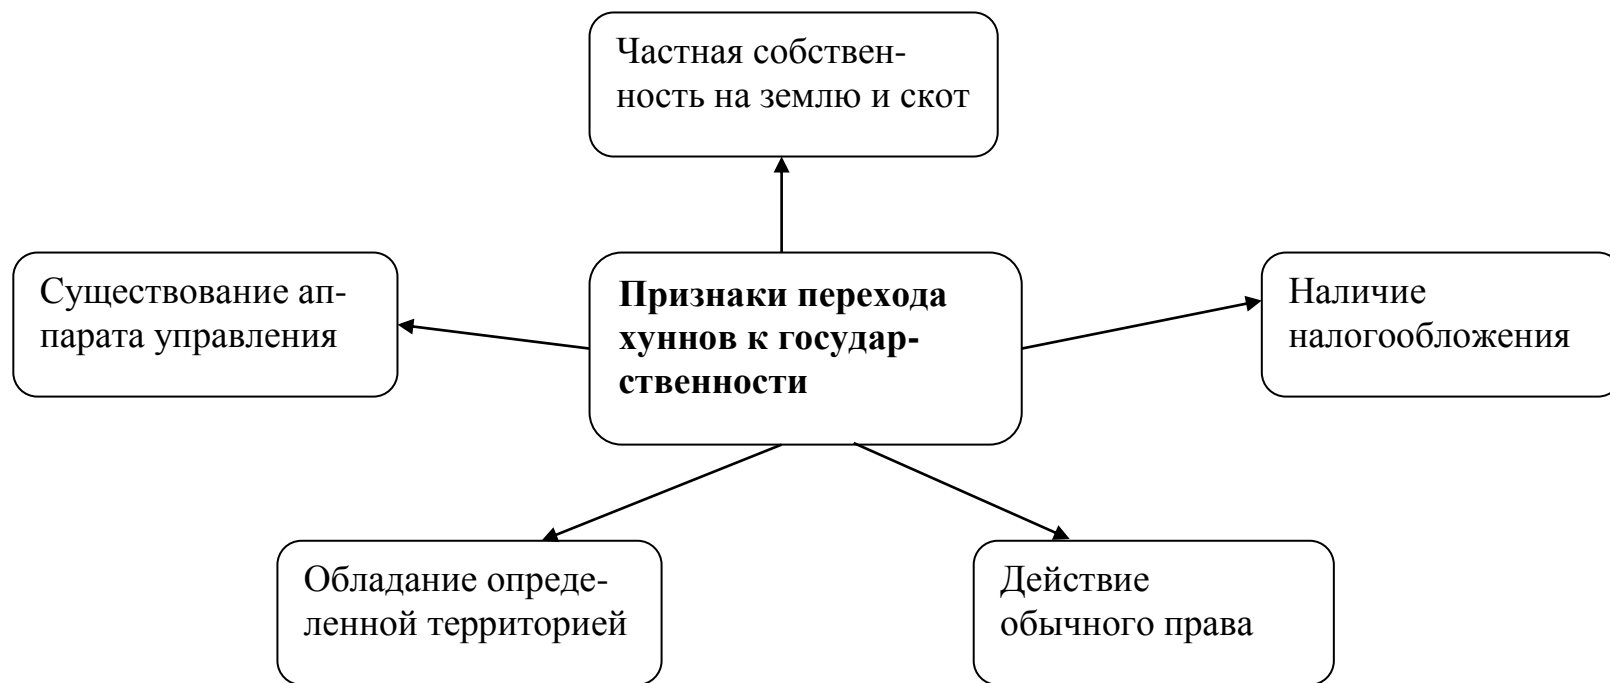 Частная собствен-
ность на землю и скот
Существование ап-
парата управления
Признаки перехода
хуннов к государ-
ственности
Наличие
налогообложения
Обладание опреде-
ленной территорией
Действие
обычного права